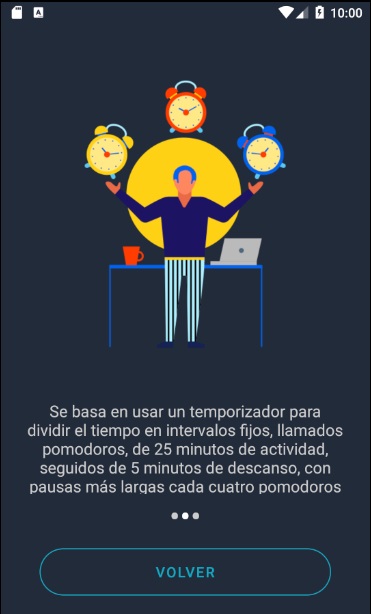 10:00
Se basa en usar un temporizador para
dividir el tiempo en intervalos fijos, llamados
pomodoros, de 25 minutos de actividad,
seguidos de 5 minutos de descanso, con
pausas más largas cada cuatro pomodoros
VOLVER